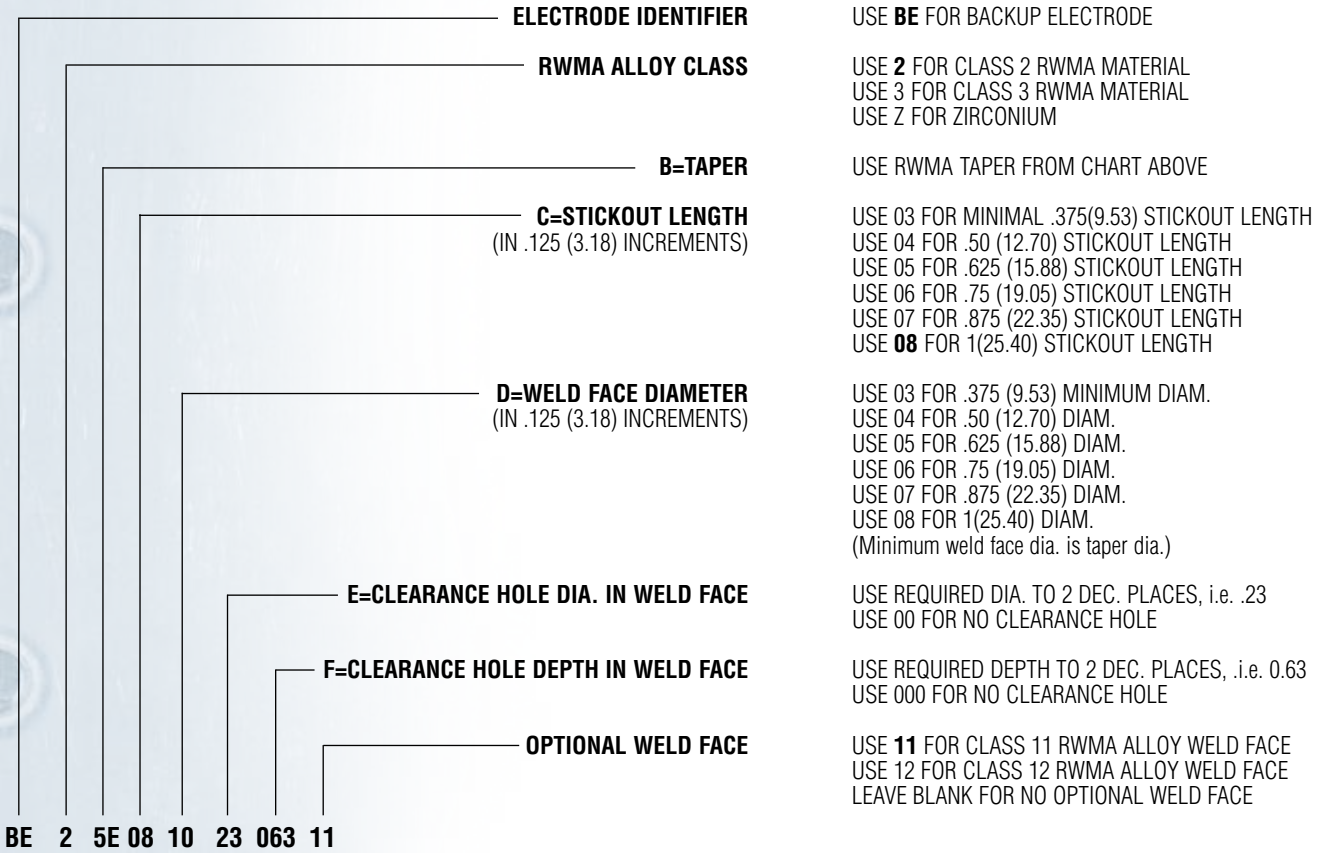 ELECTRODE IDENTIFIER
USE BE FOR BACKUP ELECTRODE
RWMA ALLOY CLASS
USE 2 FOR CLASS 2 RWMA MATERIAL
USE 3 FOR CLASS 3 RWMA MATERIAL
USE Z FOR ZIRCONIUM
B=TAPER
USE RWMA TAPER FROM CHART ABOVE
C=STICKOUT LENGTH
(IN .125 (3.18) INCREMENTS)
USE 03 FOR MINIMAL .375(9.53) STICKOUT LENGTH
USE 04 FOR .50 (12.70) STICKOUT LENGTH
USE 05 FOR .625 (15.88) STICKOUT LENGTH
USE 06 FOR .75 (19.05) STICKOUT LENGTH
USE 07 FOR .875 (22.35) STICKOUT LENGTH
USE 08 FOR 1(25.40) STICKOUT LENGTH
D=WELD FACE DIAMETER
(IN .125 (3.18) INCREMENTS)
USE 03 FOR .375 (9.53) MINIMUM DIAM.
USE 04 FOR .50 (12.70) DIAM.
USE 05 FOR .625 (15.88) DIAM.
USE 06 FOR .75 (19.05) DIAM.
USE 07 FOR .875 (22.35) DIAM.
USE 08 FOR 1(25.40) DIAM.
(Minimum weld face dia. is taper dia.)
E=CLEARANCE HOLE DIA. IN WELD FACE
USE REQUIRED DIA. TO 2 DEC. PLACES, i.e. .23
USE 00 FOR NO CLEARANCE HOLE
F=CLEARANCE HOLE DEPTH IN WELD FACE
USE REQUIRED DEPTH TO 2 DEC. PLACES, .i.e. 0.63
USE 000 FOR NO CLEARANCE HOLE
OPTIONAL WELD FACE
USE 11 FOR CLASS 11 RWMA ALLOY WELD FACE
USE 12 FOR CLASS 12 RWMA ALLOY WELD FACE
LEAVE BLANK FOR NO OPTIONAL WELD FACE
BE 2 5E 08 10 23 063 11